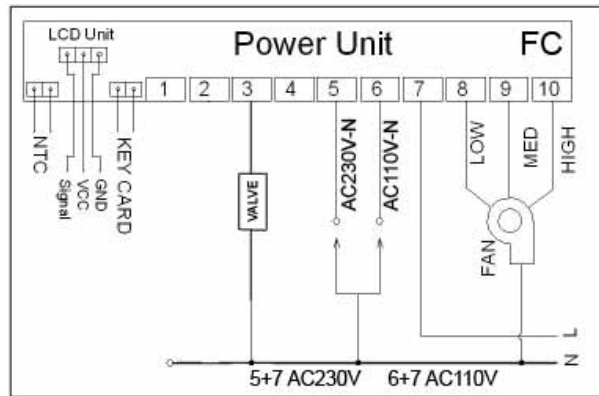 LCD Unit
Power Unit
FC
1 2 3 4 5 6 7 8 9 10
NTC
Signal
VCC
GND
KEY CARD
VALVE
AC230V-N
AC110V-N
LOW
MED
HIGH
FAN
L
N
5+7 AC230V
6+7 AC110V